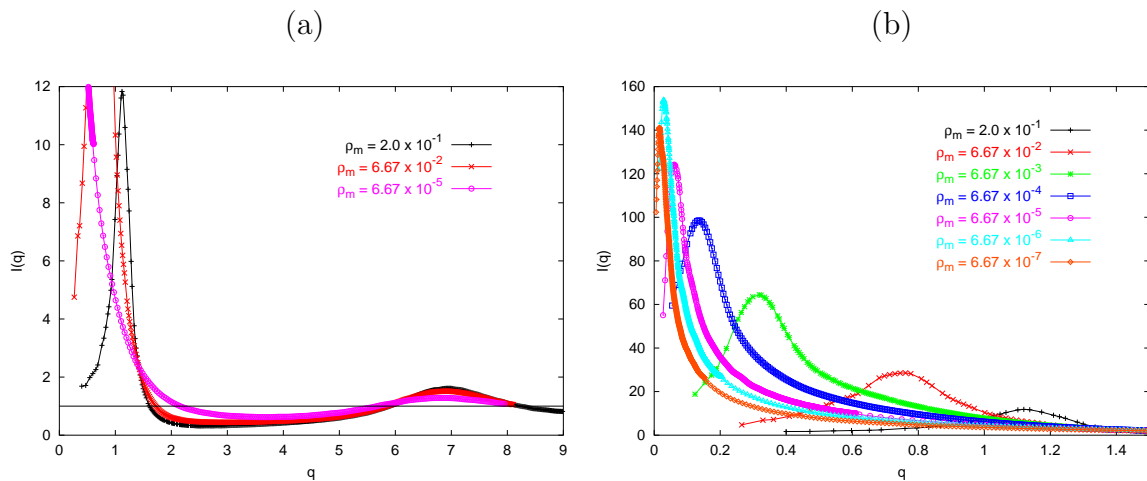 (a)
(b)
I(q)
12
10
8
6
4
2
0
0 1 2 3 4 5 6 7 8 9
q
ρm = 2.0 x 10⁻¹
ρm = 6.67 x 10⁻²
ρm = 6.67 x 10⁻⁵
I(q)
160
140
120
100
80
60
40
20
0
0 0.2 0.4 0.6 0.8 1 1.2 1.4
q
ρm = 2.0 x 10⁻¹
ρm = 6.67 x 10⁻²
ρm = 6.67 x 10⁻³
ρm = 6.67 x 10⁻⁴
ρm = 6.67 x 10⁻⁵
ρm = 6.67 x 10⁻⁶
ρm = 6.67 x 10⁻⁷